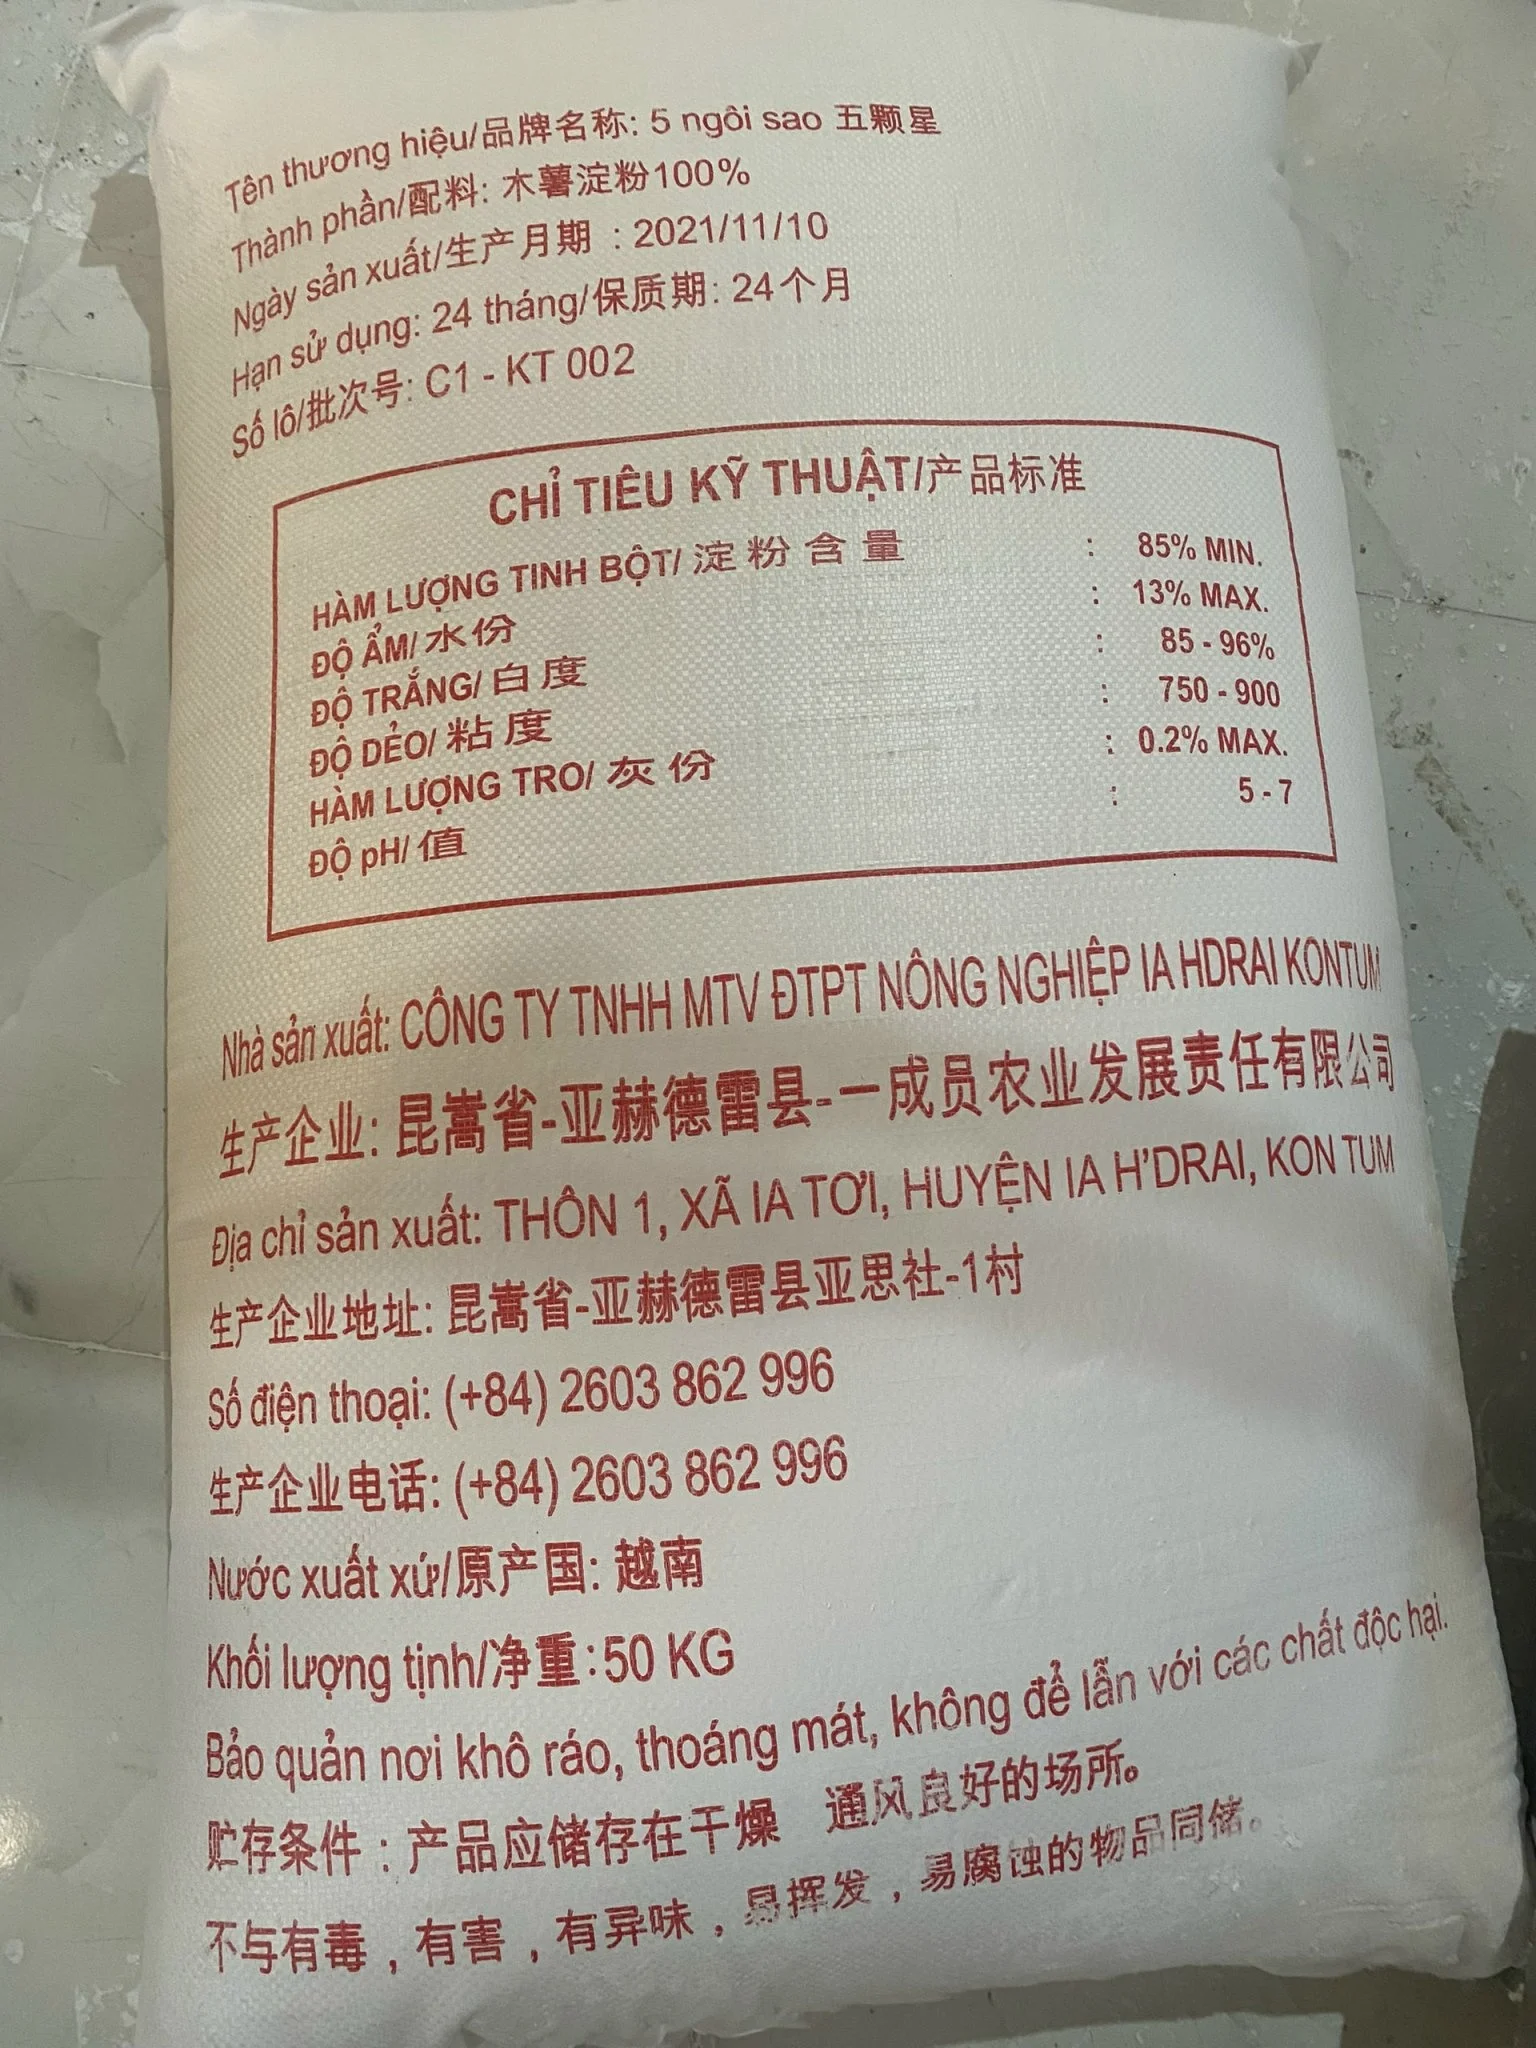 Tên thương hiệu/品牌名称: 5 ngôi sao 五颗星
Thành phần/配料: 木薯淀粉100%
Ngày sản xuất/生产月期 : 2021/11/10
Hạn sử dụng: 24 tháng/保质期: 24个月
Số lô/批次号: C1 - KT 002
CHỈ TIÊU KỸ THUẬT/产品标准
HÀM LƯỢNG TINH BỘT/ 淀粉含量 : 85% MIN.
ĐỘ ẨM/ 水份 : 13% MAX.
ĐỘ TRẮNG/ 白度 : 85 - 96%
ĐỘ DẺO/ 粘度 : 750 - 900
HÀM LƯỢNG TRO/ 灰份 : 0.2% MAX.
ĐỘ pH/ 值 : 5 - 7
Nhà sản xuất: CÔNG TY TNHH MTV ĐTPT NÔNG NGHIỆP IA HDRAI KONTUM
生产企业: 昆嵩省-亚赫德雷县-一成员农业发展责任有限公司
Địa chỉ sản xuất: THÔN 1, XÃ IA TƠI, HUYỆN IA H'DRAI, KON TUM
生产企业地址: 昆嵩省-亚赫德雷县亚思社-1村
Số điện thoại: (+84) 2603 862 996
生产企业电话: (+84) 2603 862 996
Nước xuất xứ/原产国: 越南
Khối lượng tịnh/净重:50 KG
Bảo quản nơi khô ráo, thoáng mát, không để lẫn với các chất độc hại.
贮存条件 : 产品应储存在干燥 通风良好的场所。
不与有毒 , 有害 , 有异味 , 易挥发 , 易腐蚀的物品同储。